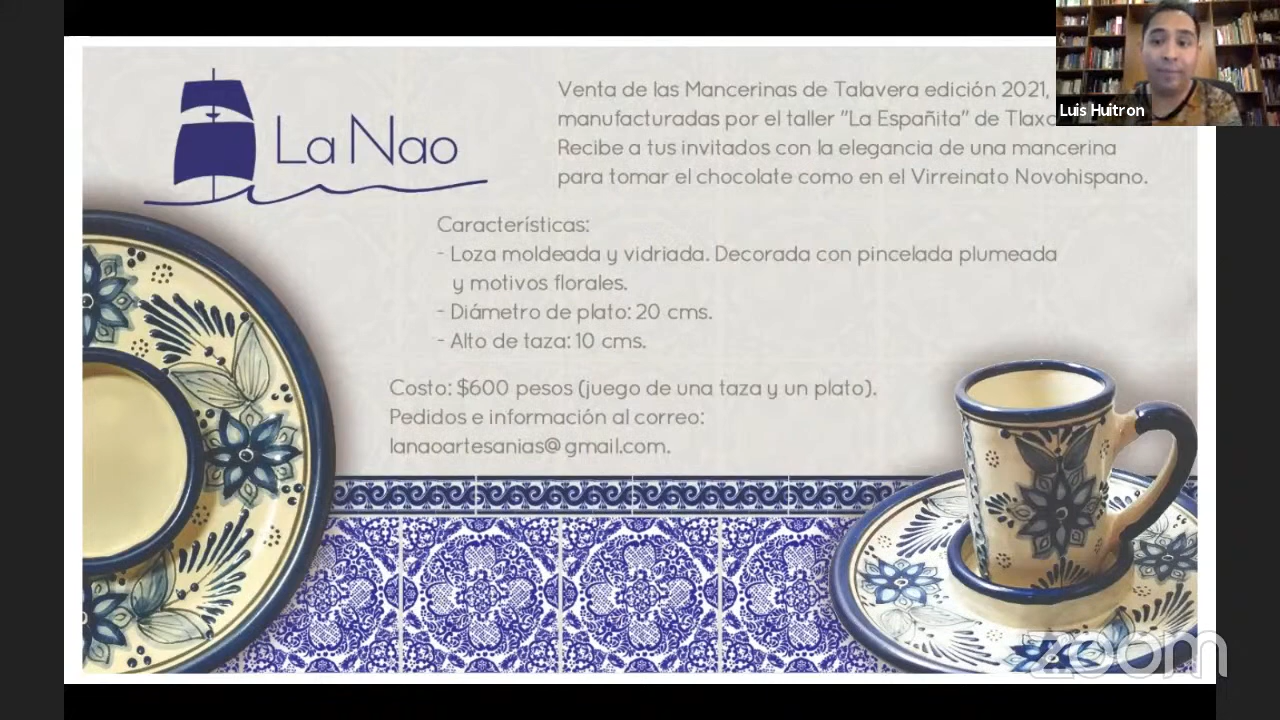 La Nao
Venta de las Mancerinas de Talavera edición 2021,
manufacturadas por el taller "La Españita" de
Recibe a tus invitados con la elegancia de una mancerina
para tomar el chocolate como en el Virreinato Novohispano.
Características:
- Loza moldeada y vidriada. Decorada con pincelada plumeada
y motivos florales.
- Diámetro de plato: 20 cms.
- Alto de taza: 10 cms.
Costo: $600 pesos (juego de una taza y un plato).
Pedidos e información al correo:
lanaoartesanias@gmail.com.
Luis Huitron
zoom